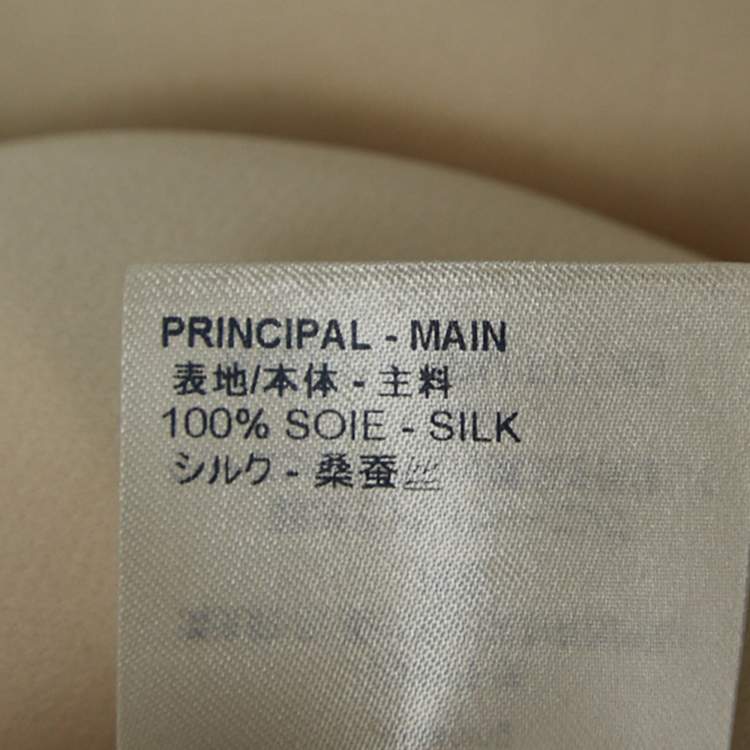 PRINCIPAL - MAIN
表地/本体 - 主料
100% SOIE - SILK
シルク - 桑蚕丝